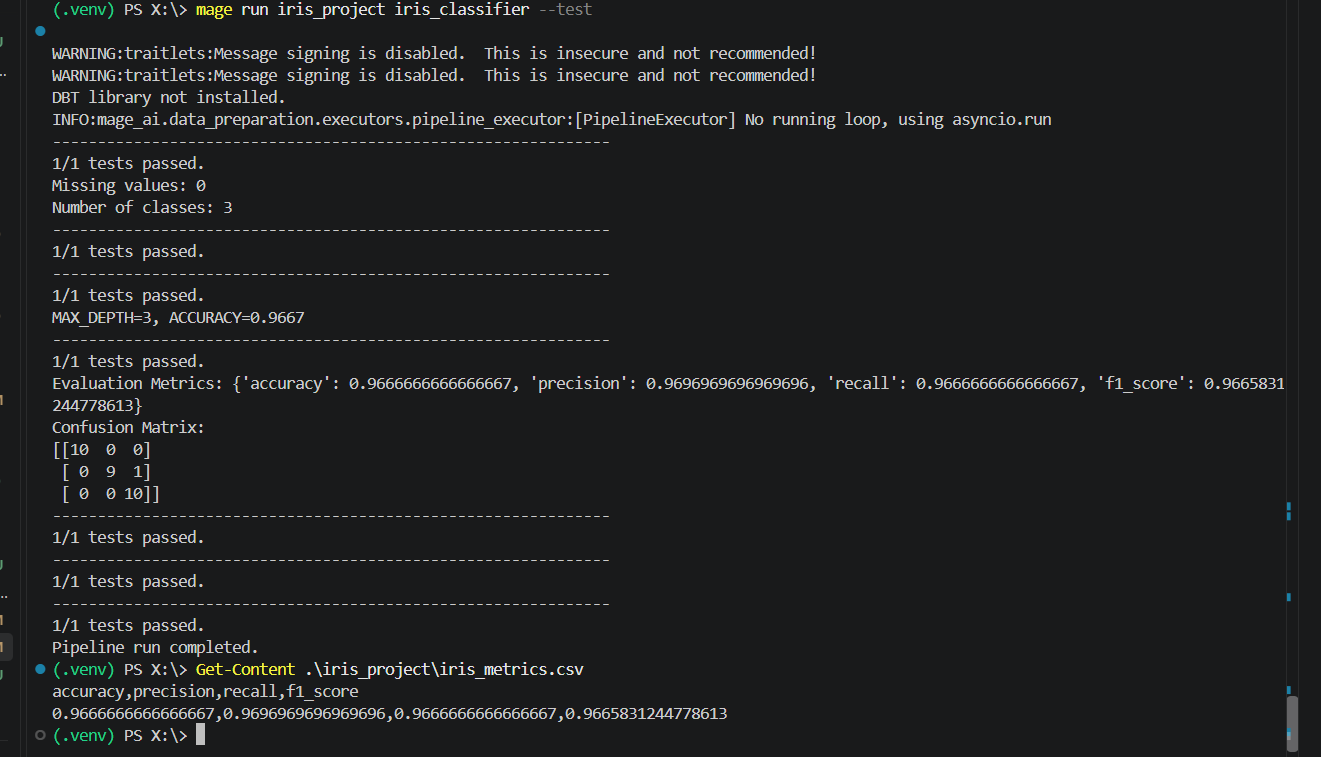 (.venv) PS X:\> mage run iris_project iris_classifier --test
WARNING:traitlets:Message signing is disabled.  This is insecure and not recommended!
WARNING:traitlets:Message signing is disabled.  This is insecure and not recommended!
DBT library not installed.
INFO:mage_ai.data_preparation.executors.pipeline_executor:[PipelineExecutor] No running loop, using asyncio.run
--------------------------------------------------------------
1/1 tests passed.
Missing values: 0
Number of classes: 3
--------------------------------------------------------------
1/1 tests passed.
--------------------------------------------------------------
1/1 tests passed.
MAX_DEPTH=3, ACCURACY=0.9667
--------------------------------------------------------------
1/1 tests passed.
Evaluation Metrics: {'accuracy': 0.9666666666666667, 'precision': 0.9696969696969696, 'recall': 0.9666666666666667, 'f1_score': 0.9665831
244778613}
Confusion Matrix:
[[10  0  0]
 [ 0  9  1]
 [ 0  0 10]]
--------------------------------------------------------------
1/1 tests passed.
--------------------------------------------------------------
1/1 tests passed.
--------------------------------------------------------------
1/1 tests passed.
Pipeline run completed.
(.venv) PS X:\> Get-Content .\iris_project\iris_metrics.csv
accuracy,precision,recall,f1_score
0.9666666666666667,0.9696969696969696,0.9666666666666667,0.9665831244778613
(.venv) PS X:\>